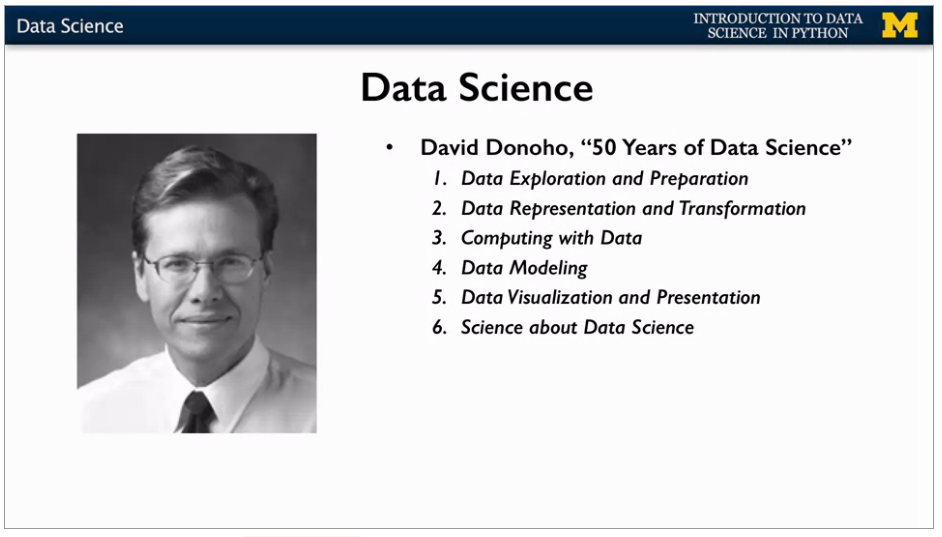 Data Science
INTRODUCTION TO DATA
SCIENCE IN PYTHON
M
Data Science
• David Donoho, “50 Years of Data Science”
1. Data Exploration and Preparation
2. Data Representation and Transformation
3. Computing with Data
4. Data Modeling
5. Data Visualization and Presentation
6. Science about Data Science